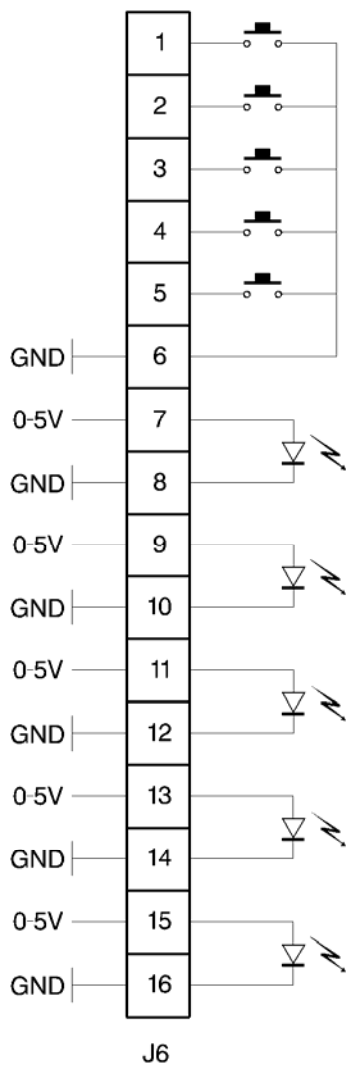 1
2
3
4
5
GND 6
0-5V 7
GND 8
0-5V 9
GND 10
0-5V 11
GND 12
0-5V 13
GND 14
0-5V 15
GND 16
J6